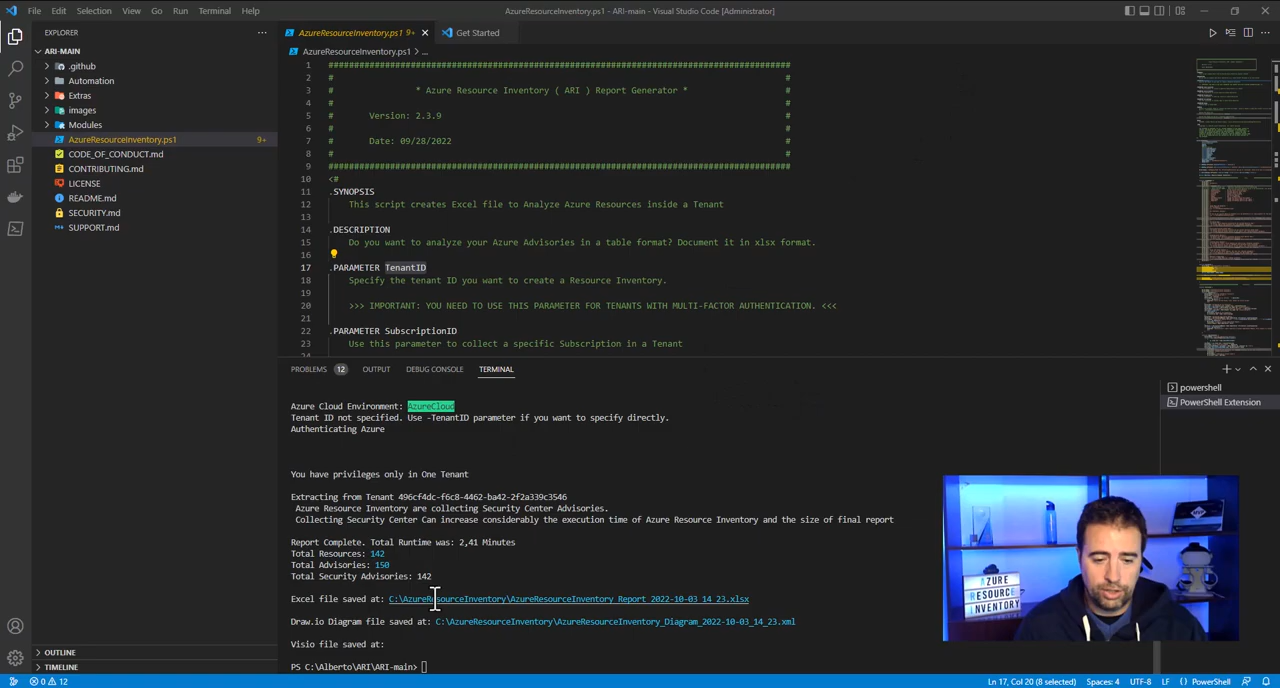 File Edit Selection View Go Run Terminal Help
AzureResourceInventory.ps1 - ARI-main - Visual Studio Code [Administrator]
EXPLORER
ARI-MAIN
.github
Automation
Extras
images
Modules
AzureResourceInventory.ps1 9+
CODE_OF_CONDUCT.md
CONTRIBUTING.md
LICENSE
README.md
SECURITY.md
SUPPORT.md
OUTLINE
TIMELINE
AzureResourceInventory.ps1 9+ Get Started
AzureResourceInventory.ps1 > ...
1 ##########################################################################################
2 # #
3 # * Azure Resource Inventory ( ARI ) Report Generator * #
4 # #
5 # Version: 2.3.9 #
6 # #
7 # Date: 09/28/2022 #
8 # #
9 ##########################################################################################
10 <#
11 .SYNOPSIS
12 This script creates Excel file to Analyze Azure Resources inside a Tenant
13
14 .DESCRIPTION
15 Do you want to analyze your Azure Advisories in a table format? Document it in xlsx format.
16
17 .PARAMETER TenantID
18 Specify the tenant ID you want to create a Resource Inventory.
19
20 >>> IMPORTANT: YOU NEED TO USE THIS PARAMETER FOR TENANTS WITH MULTI-FACTOR AUTHENTICATION. <<<
21
22 .PARAMETER SubscriptionID
23 Use this parameter to collect a specific Subscription in a Tenant
24
PROBLEMS 12 OUTPUT DEBUG CONSOLE TERMINAL
powershell
PowerShell Extension
Azure Cloud Environment: AzureCloud
Tenant ID not specified. Use -TenantID parameter if you want to specify directly.
Authenticating Azure
You have privileges only in One Tenant
Extracting from Tenant 496cf4dc-f6c8-4462-ba42-2f2a339c3546
Azure Resource Inventory are collecting Security Center Advisories.
Collecting Security Center Can increase considerably the execution time of Azure Resource Inventory and the size of final report
Report Complete. Total Runtime was: 2,41 Minutes
Total Resources: 142
Total Advisories: 150
Total Security Advisories: 142
Excel file saved at: C:\AzureResourceInventory\AzureResourceInventory_Report_2022-10-03_14_23.xlsx
Draw.io Diagram file saved at: C:\AzureResourceInventory\AzureResourceInventory_Diagram_2022-10-03_14_23.xml
Visio file saved at:
PS C:\Alberto\ARI\ARI-main>
AZURE
RESOURCE
INVENTORY
0 12
Ln 17, Col 20 (8 selected) Spaces: 4 UTF-8 LF {} PowerShell